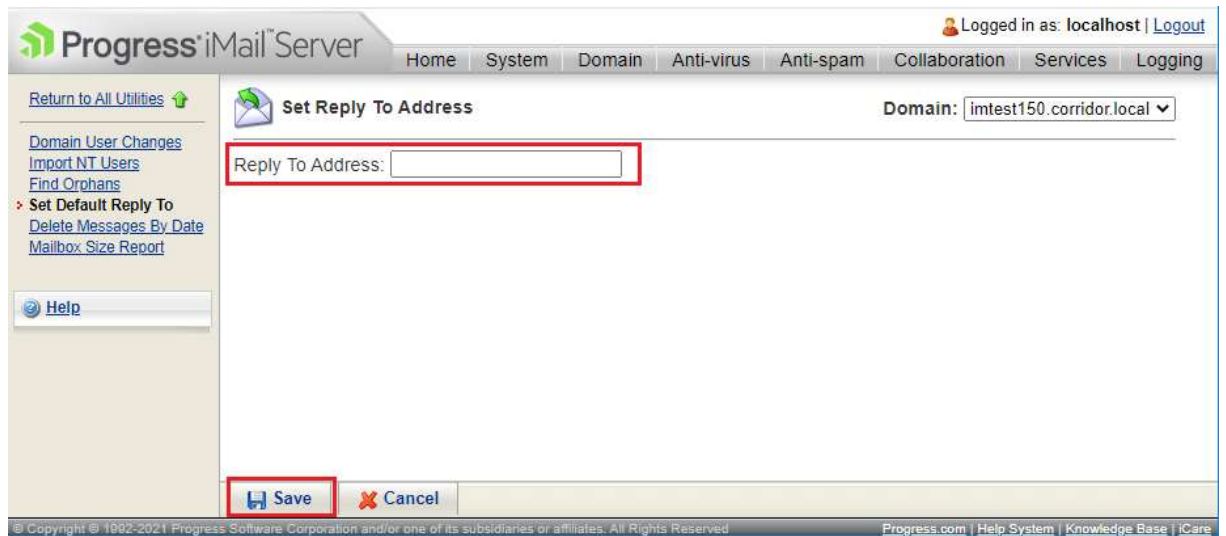 Logged in as: localhost | Logout
Progress® iMail™ Server
Home System Domain Anti-virus Anti-spam Collaboration Services Logging
Return to All Utilities
Domain User Changes
Import NT Users
Find Orphans
Set Default Reply To
Delete Messages By Date
Mailbox Size Report
Help
Set Reply To Address
Domain: imtest150.corridor.local
Reply To Address:
Save Cancel
© Copyright © 1992-2021 Progress Software Corporation and/or one of its subsidiaries or affiliates. All Rights Reserved
Progress.com | Help System | Knowledge Base | iCare